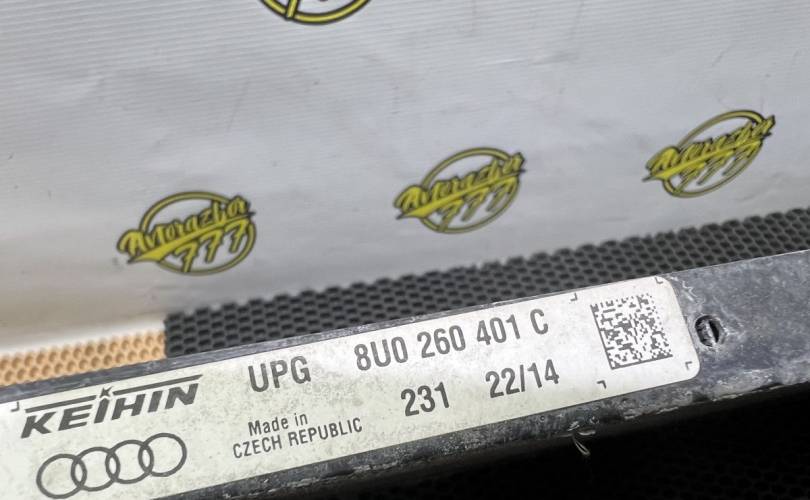 Avtorazbor
777
Avtorazbor
777
Avtorazbor
777
KEIHIN
UPG 8U0 260 401 C
Made in
CZECH REPUBLIC
231 22/14